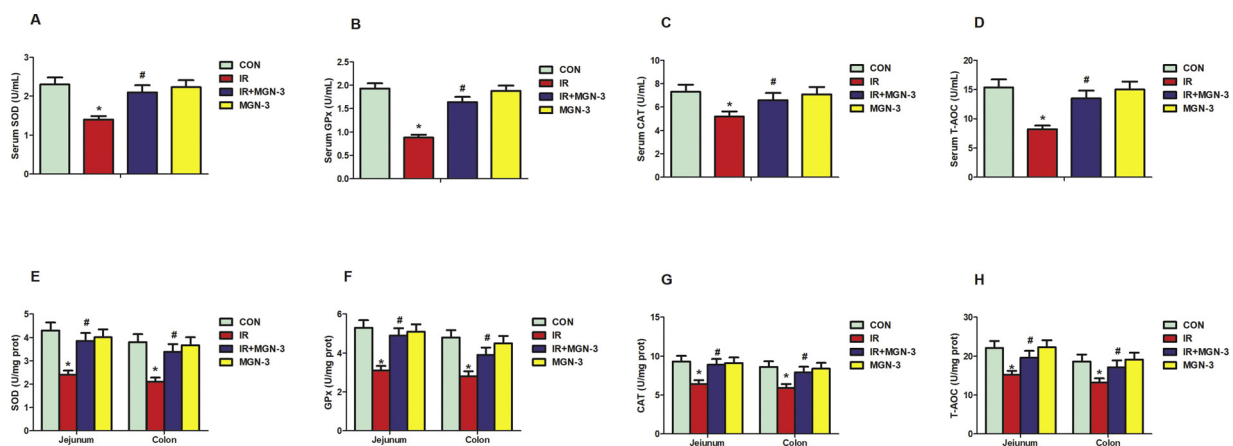 A
Serum SOD (U/mL)
3
2
1
0
*
#
CON
IR
IR+MGN-3
MGN-3
B
Serum GPx (U/mL)
2.5
2.0
1.5
1.0
0.5
0.0
*
#
CON
IR
IR+MGN-3
MGN-3
C
Serum CAT (U/mL)
10
8
6
4
2
0
*
#
CON
IR
IR+MGN-3
MGN-3
D
Serum T-AOC (U/mL)
20
15
10
5
0
*
#
CON
IR
IR+MGN-3
MGN-3
E
SOD (U/mg prot)
5
4
3
2
1
0
*
#
*
#
Jejunum
Colon
CON
IR
IR+MGN-3
MGN-3
F
GPx (U/mg prot)
6
4
2
0
*
#
*
#
Jejunum
Colon
CON
IR
IR+MGN-3
MGN-3
G
CAT (U/mg prot)
15
10
5
0
*
#
*
#
Jejunum
Colon
CON
IR
IR+MGN-3
MGN-3
H
T-AOC (U/mg prot)
30
20
10
0
*
#
*
#
Jejunum
Colon
CON
IR
IR+MGN-3
MGN-3